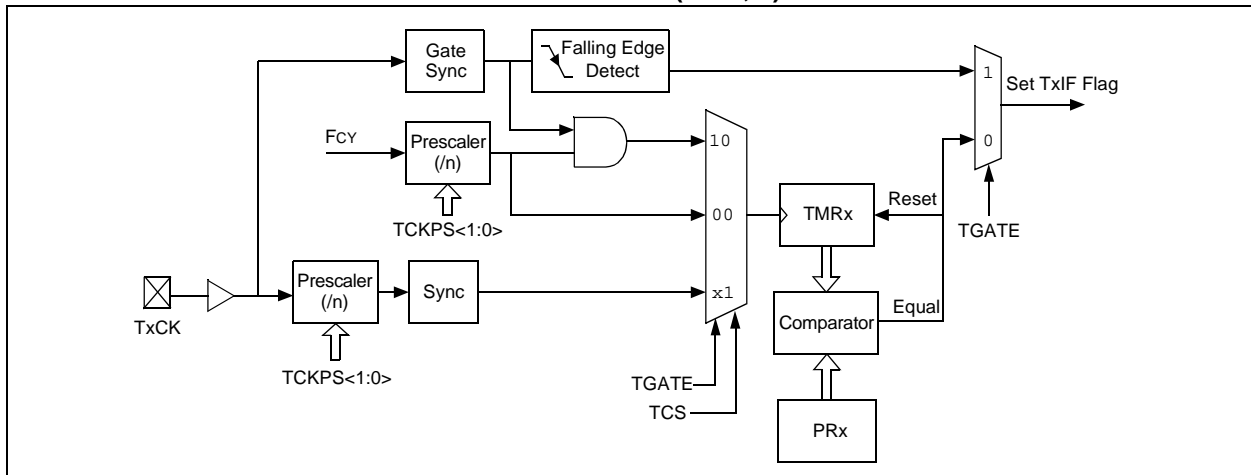 Gate
Sync
Falling Edge
Detect
1
Set TxIF Flag
0
FCY
Prescaler
(/n)
10
TCKPS<1:0>
00
TMRx
Reset
TGATE
Prescaler
(/n)
Sync
x1
TxCK
TCKPS<1:0>
Comparator
Equal
TGATE
TCS
PRx